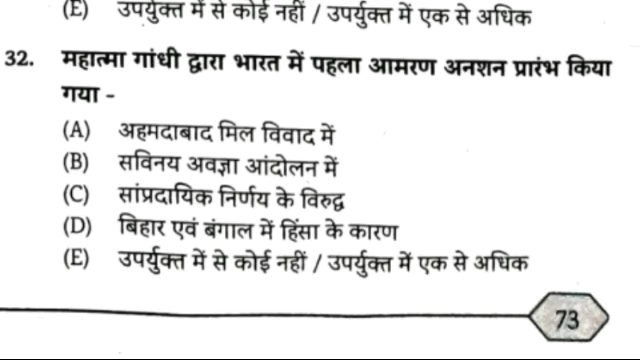 (E) उपर्युक्त में से कोई नहीं / उपर्युक्त में एक से अधिक
32. महात्मा गांधी द्वारा भारत में पहला आमरण अनशन प्रारंभ किया
गया -
(A) अहमदाबाद मिल विवाद में
(B) सविनय अवज्ञा आंदोलन में
(C) सांप्रदायिक निर्णय के विरुद्ध
(D) बिहार एवं बंगाल में हिंसा के कारण
(E) उपर्युक्त में से कोई नहीं / उपर्युक्त में एक से अधिक
73